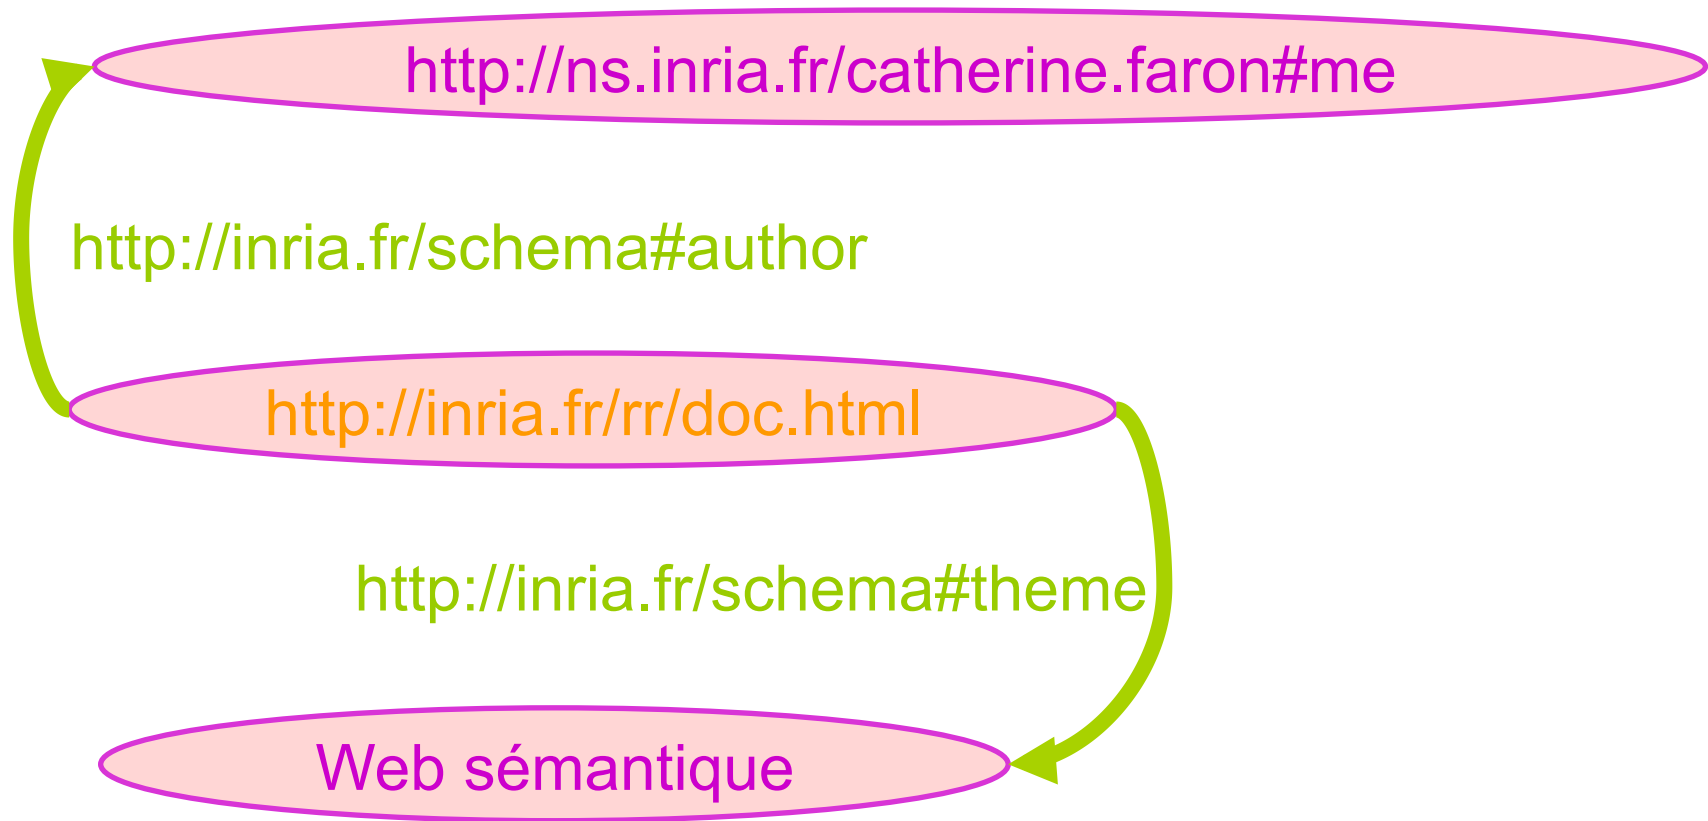 http://ns.inria.fr/catherine.faron#me
http://inria.fr/schema#author
http://inria.fr/rr/doc.html
http://inria.fr/schema#theme
Web sémantique